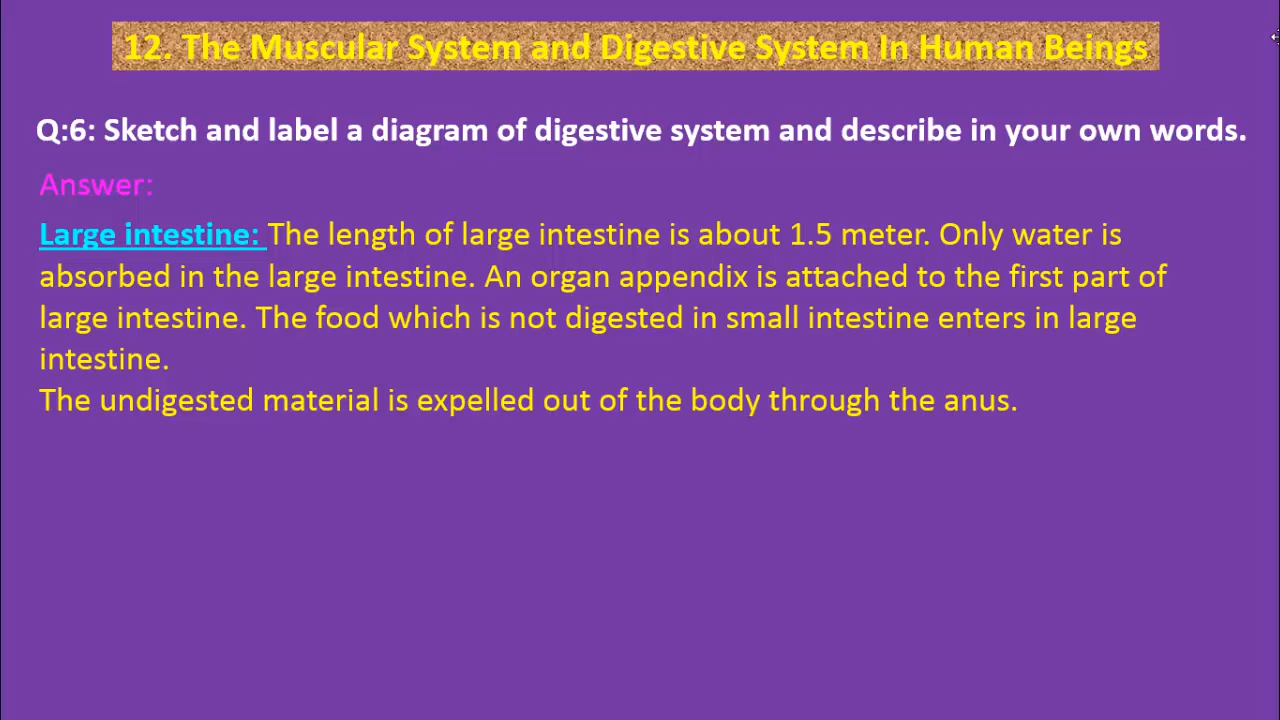 12. The Muscular System and Digestive System In Human Beings
Q:6: Sketch and label a diagram of digestive system and describe in your own words.
Answer:
Large intestine: The length of large intestine is about 1.5 meter. Only water is
absorbed in the large intestine. An organ appendix is attached to the first part of
large intestine. The food which is not digested in small intestine enters in large
intestine.
The undigested material is expelled out of the body through the anus.